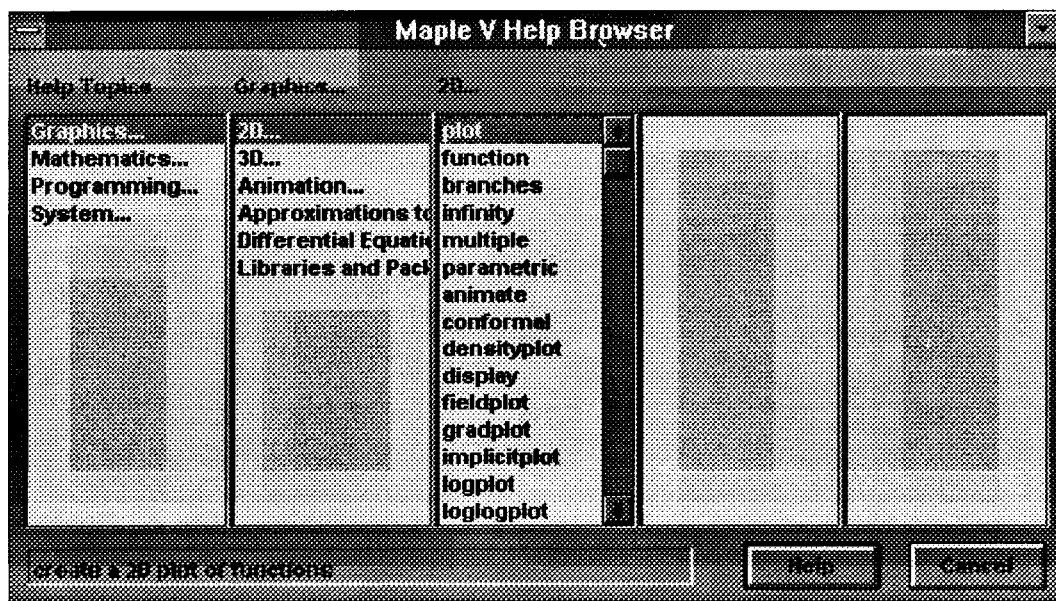 Maple V Help Browser
Help Topics
Graphics...
2D...
Graphics...
Mathematics...
Programming...
System...
2D...
3D...
Animation...
Approximations to
Differential Equatio
Libraries and Pack
plot
function
branches
infinity
multiple
parametric
animate
conformal
densityplot
display
fieldplot
gradplot
implicitplot
logplot
loglogplot
create a 2D plot of functions
Help
Cancel